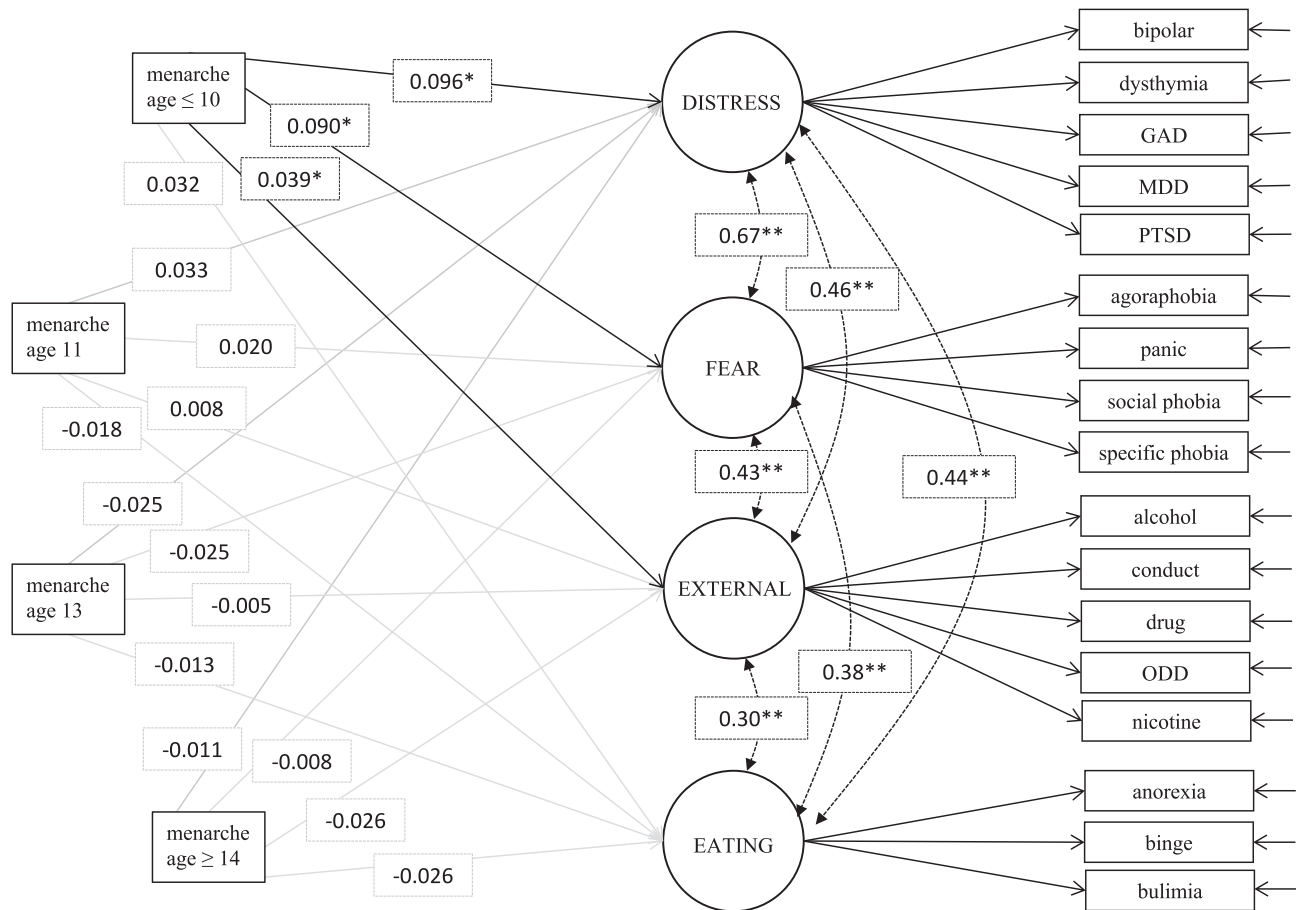 menarche
age ≤ 10
0.096*
0.090*
0.039*
0.032
menarche
age 11
0.033
0.020
0.008
-0.018
menarche
age 13
-0.025
-0.025
-0.005
-0.013
menarche
age ≥ 14
-0.011
-0.008
-0.026
-0.026
DISTRESS
FEAR
EXTERNAL
EATING
0.67**
0.46**
0.43**
0.44**
0.38**
0.30**
bipolar
dysthymia
GAD
MDD
PTSD
agoraphobia
panic
social phobia
specific phobia
alcohol
conduct
drug
ODD
nicotine
anorexia
binge
bulimia